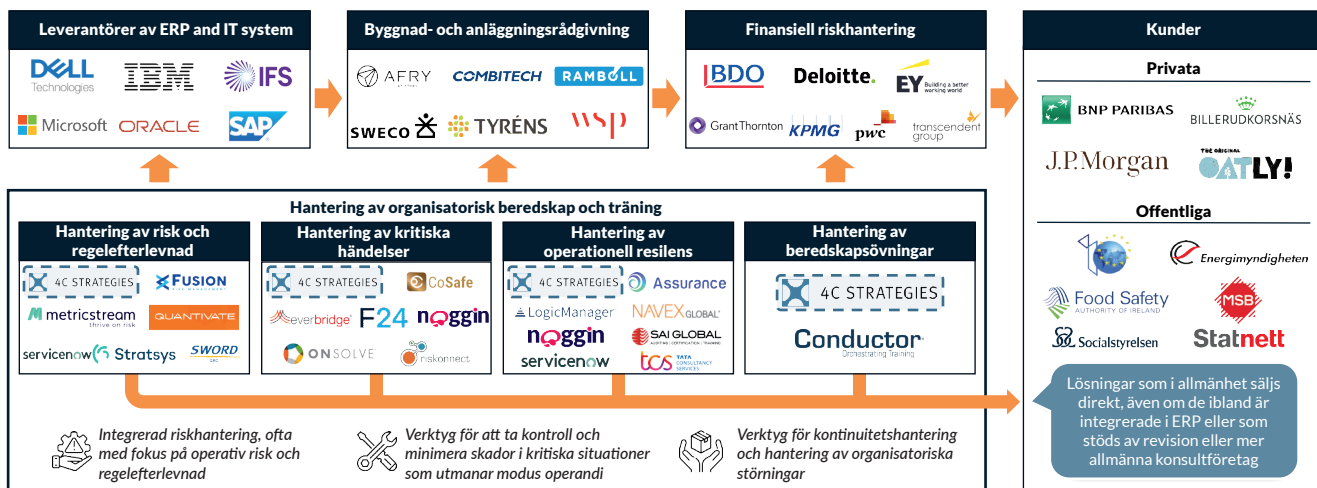 Leverantörer av ERP and IT system
DELL
Technologies
IBM
IFS
Microsoft
ORACLE
SAP
Byggnad- och anläggningsrådgivning
AFRY
COMBITECH
RAMBOLL
SWECO
TYRÉNS
wsp
Finansiell riskhantering
BDO
Deloitte.
EY
Building a better
working world
Grant Thornton
KPMG
pwc
transcendent
group
Kunder
Privata
BNP PARIBAS
BILLERUDKORSNÄS
J.P.Morgan
THE ORIGINAL
OATLY!
Offentliga
Energimyndigheten
Food Safety
AUTHORITY OF IRELAND
MSB
Socialstyrelsen
Statnett
Lösningar som i allmänhet säljs
direkt, även om de ibland är
integrerade i ERP eller som
stöds av revision eller mer
allmänna konsultföretag
Hantering av organisatorisk beredskap och träning
Hantering av risk och
regelefterlevnad
4C STRATEGIES
FUSION
RISK MANAGEMENT
metricstream
thrive on risk
QUANTIVATE
servicenow
Stratsys
SWORD
GRC
Hantering av kritiska
händelser
4C STRATEGIES
CoSafe
everbridge
F24
noggin
ONSOLVE
riskonnect
Hantering av
operationell resilens
4C STRATEGIES
Assurance
LogicManager
NAVEX GLOBAL
noggin
SAI GLOBAL
servicenow
tcs TATA
CONSULTANCY
SERVICES
Hantering av
beredskapsövningar
4C STRATEGIES
Conductor
Orchestrating Training
Integrerad riskhantering, ofta
med fokus på operativ risk och
regelefterlevnad
Verktyg för att ta kontroll och
minimera skador i kritiska situationer
som utmanar modus operandi
Verktyg för kontinuitetshantering
och hantering av organisatoriska
störningar